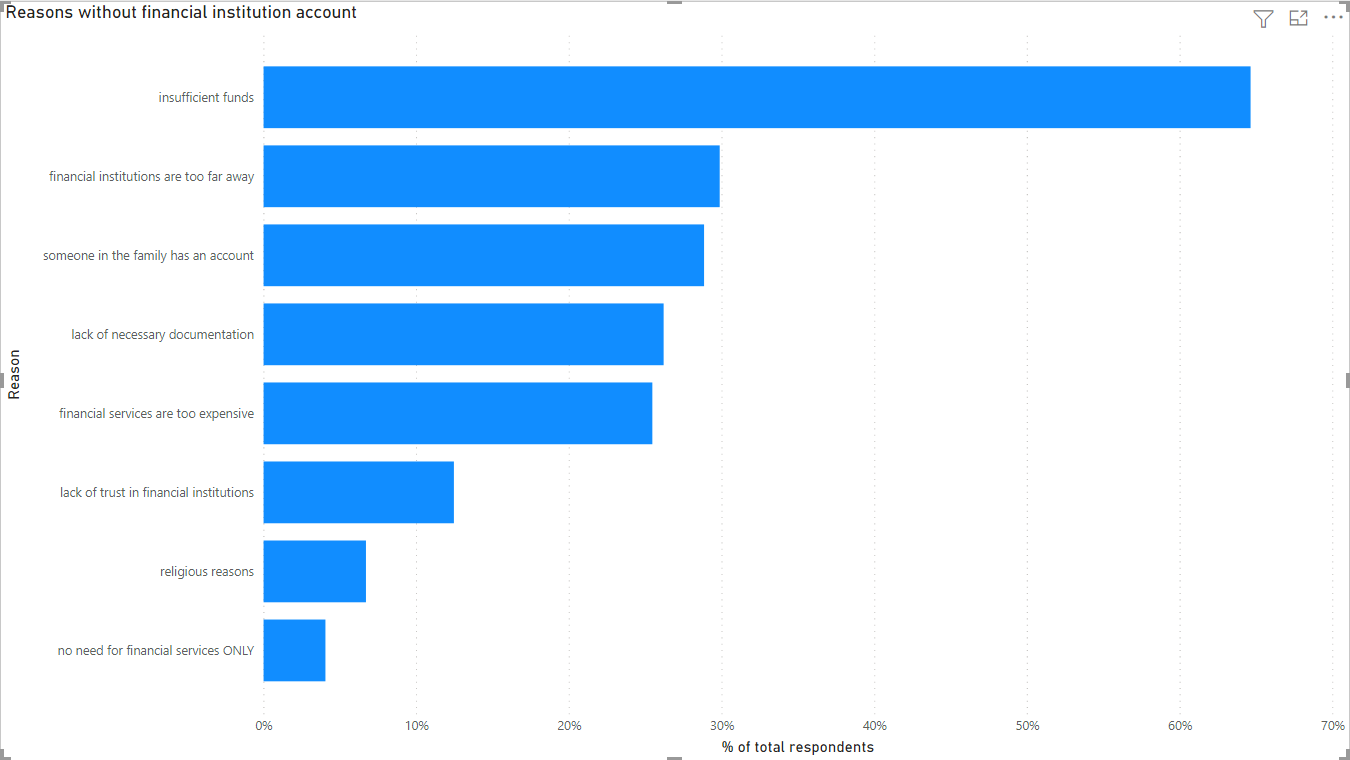 Reasons without financial institution account
insufficient funds
financial institutions are too far away
someone in the family has an account
lack of necessary documentation
financial services are too expensive
lack of trust in financial institutions
religious reasons
no need for financial services ONLY
Reason
0% 10% 20% 30% 40% 50% 60% 70%
% of total respondents